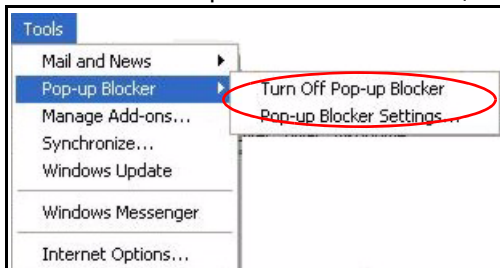 Tools
Mail and News
Pop-up Blocker
Turn Off Pop-up Blocker
Pop-up Blocker Settings...
Manage Add-ons...
Synchronize...
Windows Update
Windows Messenger
Internet Options...